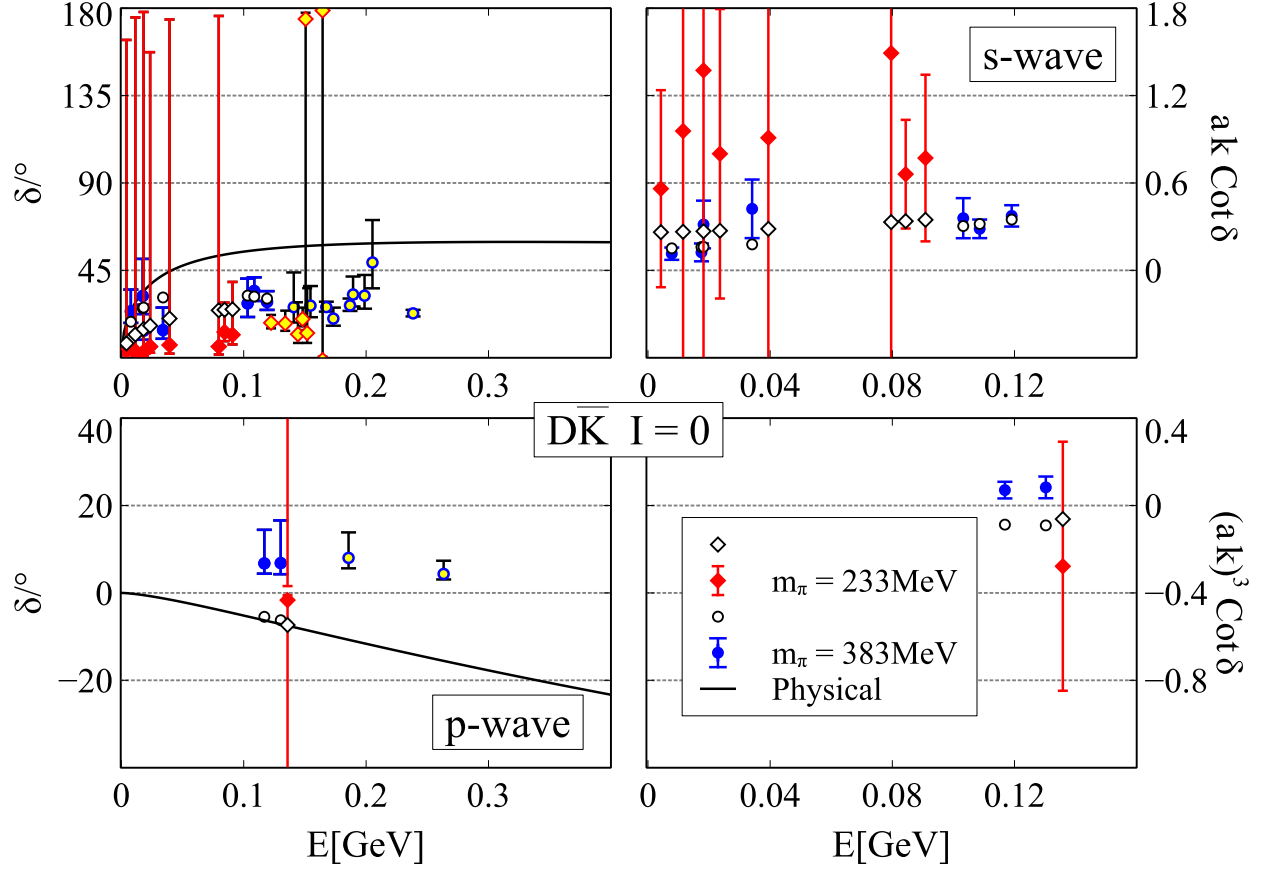 180
135
90
45
δ/°
0
0.1
0.2
0.3
s-wave
1.8
1.2
0.6
0
a k Cot δ
0
0.04
0.08
0.12
DK̅ I = 0
40
20
0
−20
δ/°
p-wave
0
0.1
0.2
0.3
E[GeV]
mπ = 233MeV
mπ = 383MeV
Physical
0.4
0
−0.4
−0.8
(a k)³ Cot δ
0
0.04
0.08
0.12
E[GeV]